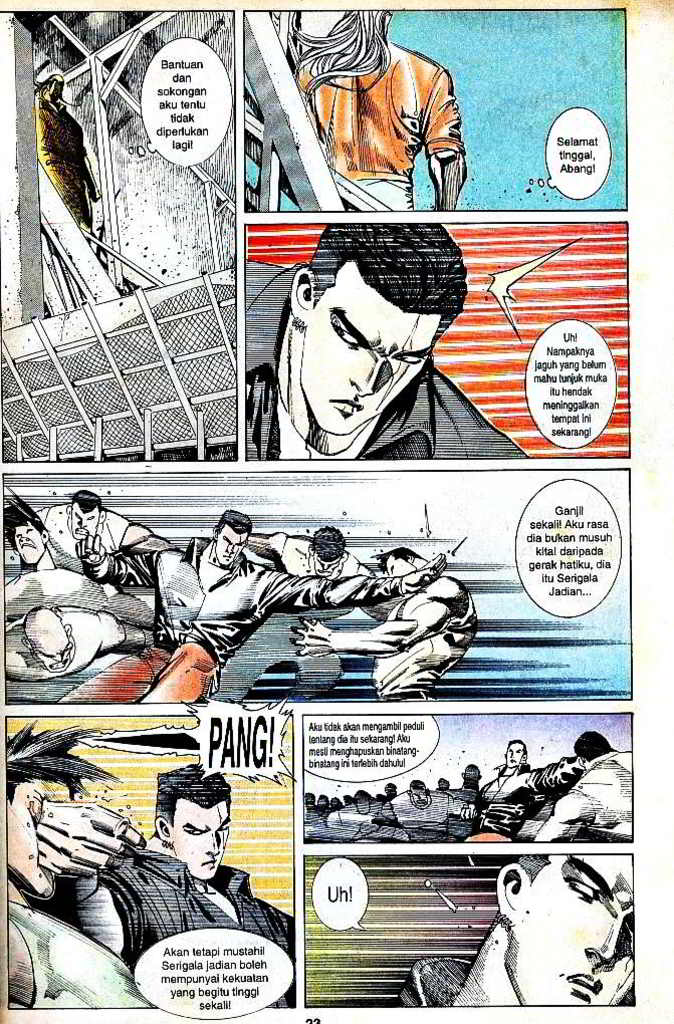 Bantuan
dan
sokongan
aku tentu
tidak
diperlukan
lagi!
Selamat
tinggal,
Abang!
Uh!
Nampaknya
jaguh yang belum
mahu tunjuk muka
itu hendak
meninggalkan
tempat ini
sekarang!
Ganjil
sekali! Aku rasa
dia bukan musuh
kita! daripada
gerak hatiku, dia
itu Serigala
Jadian...
PANG!
Akan tetapi mustahil
Serigala jadian boleh
mempunyai kekuatan
yang begitu tinggi
sekali!
Aku tidak akan mengambil peduli
tentang dia itu sekarang! Aku
mesti menghapuskan binatang-
binatang ini terlebih dahulu!
Uh!
23